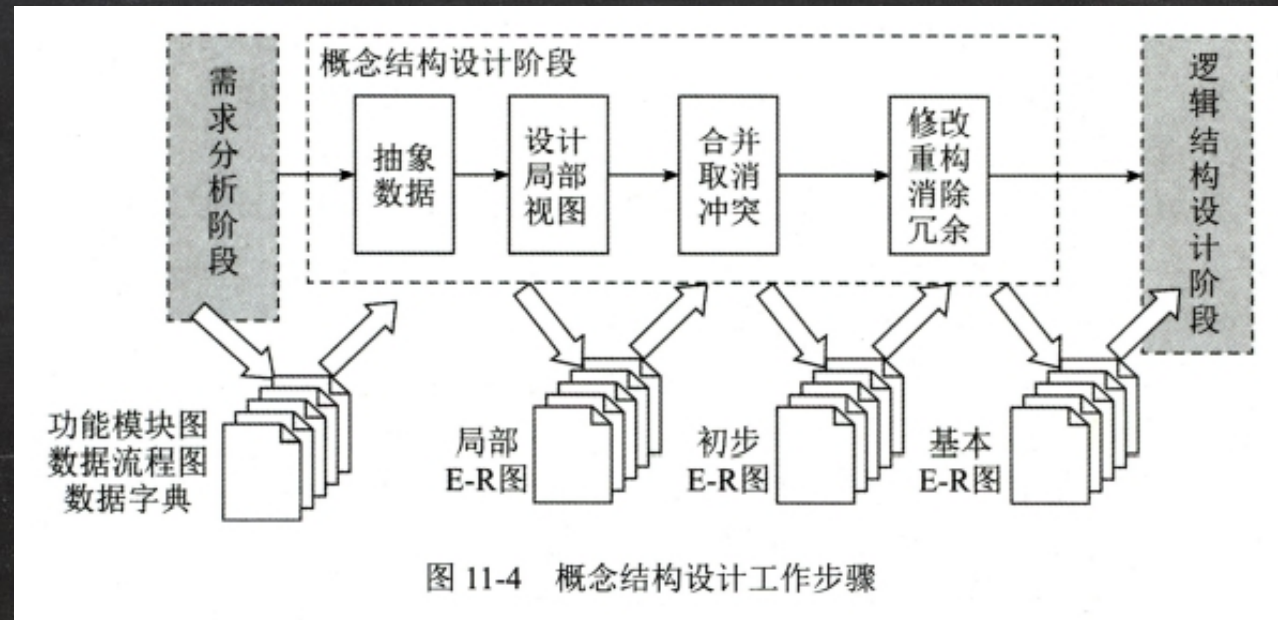 需求分析阶段
概念结构设计阶段
抽象
数据
设计
局部
视图
合并
取消
冲突
修改
重构
消除
冗余
逻辑结构设计阶段
功能模块图
数据流程图
数据字典
局部
E-R图
初步
E-R图
基本
E-R图
图 11-4 概念结构设计工作步骤